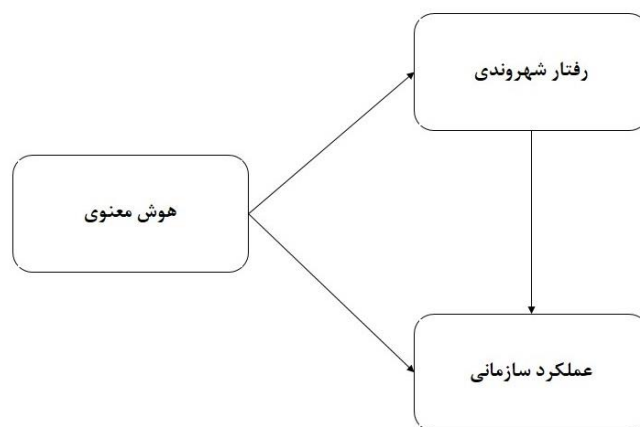 رفتار شهروندی
هوش معنوی
عملکرد سازمانی